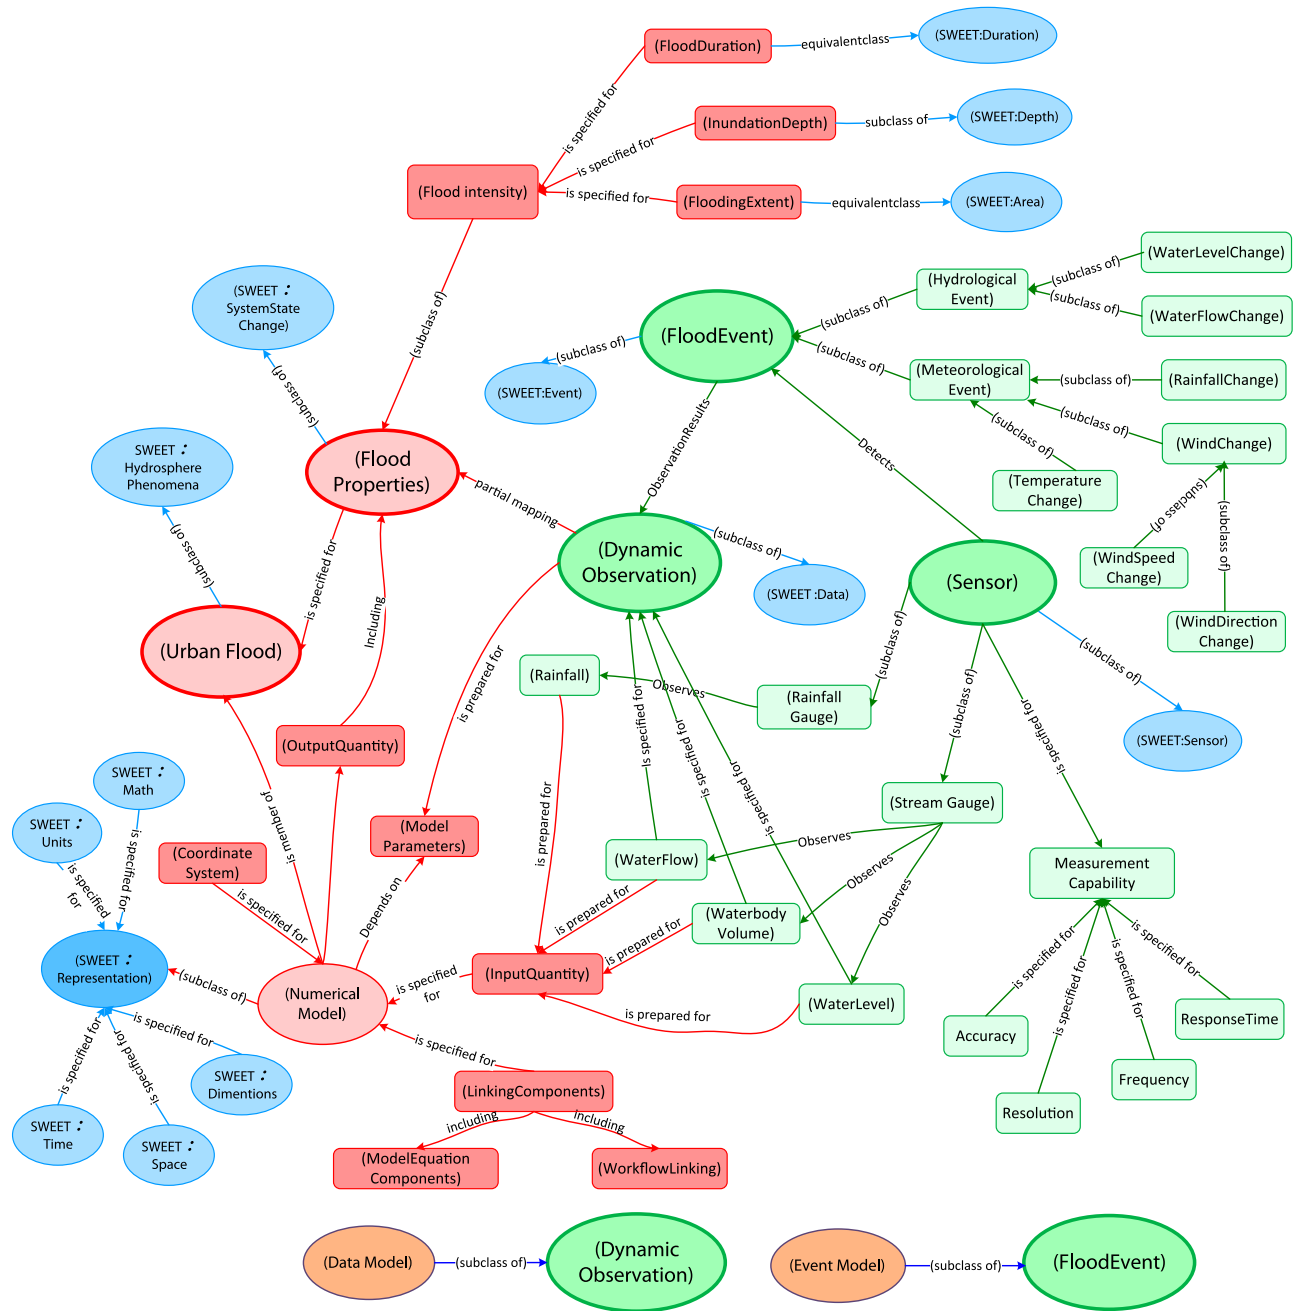 (FloodDuration)
equivalentclass
(SWEET:Duration)
is specified for
(InundationDepth)
subclass of
(SWEET:Depth)
is specified for
(Flood intensity)
is specified for
(FloodingExtent)
equivalentclass
(SWEET:Area)
(subclass of)
(SWEET:
SystemState
Change)
(subclass of)
(FloodEvent)
(subclass of)
(SWEET:Event)
(subclass of)
(Hydrological
Event)
(subclass of)
(WaterLevelChange)
(subclass of)
(WaterFlowChange)
(subclass of)
(Meteorological
Event)
(subclass of)
(RainfallChange)
(subclass of)
(WindChange)
(subclass of)
(Temperature
Change)
(subclass of)
(WindSpeed
Change)
(subclass of)
(WindDirection
Change)
ObservationResults
Detects
SWEET:
Hydrosphere
Phenomena
(subclass of)
(Flood
Properties)
partial mapping
is specified for
Including
(Urban Flood)
(Dynamic
Observation)
(subclass of)
(SWEET :Data)
(Sensor)
(subclass of)
(SWEET:Sensor)
(subclass of)
(subclass of)
is specified for
is prepared for
(Rainfall)
Observes
(Rainfall
Gauge)
Is specified for
is specified for
is specified for
(OutputQuantity)
is member of
SWEET:
Math
is specified for
SWEET:
Units
is specified
for
(Coordinate
System)
is specified for
(Model
Parameters)
Depends on
is prepared for
(Stream Gauge)
Observes
Observes
Observes
(WaterFlow)
is prepared for
(Waterbody
Volume)
is prepared for
Measurement
Capability
(SWEET:
Representation)
(subclass of)
(Numerical
Model)
is specified
for
(InputQuantity)
is prepared for
(WaterLevel)
is specified for
is specified for
is specified for
is specified for
Accuracy
Resolution
Frequency
ResponseTime
is specified for
is specified for
is specified for
SWEET:
Dimentions
SWEET:
Time
SWEET:
Space
is specified for
(LinkingComponents)
including
Including
(ModelEquation
Components)
(WorkflowLinking)
(Data Model)
(subclass of)
(Dynamic
Observation)
(Event Model)
(subclass of)
(FloodEvent)